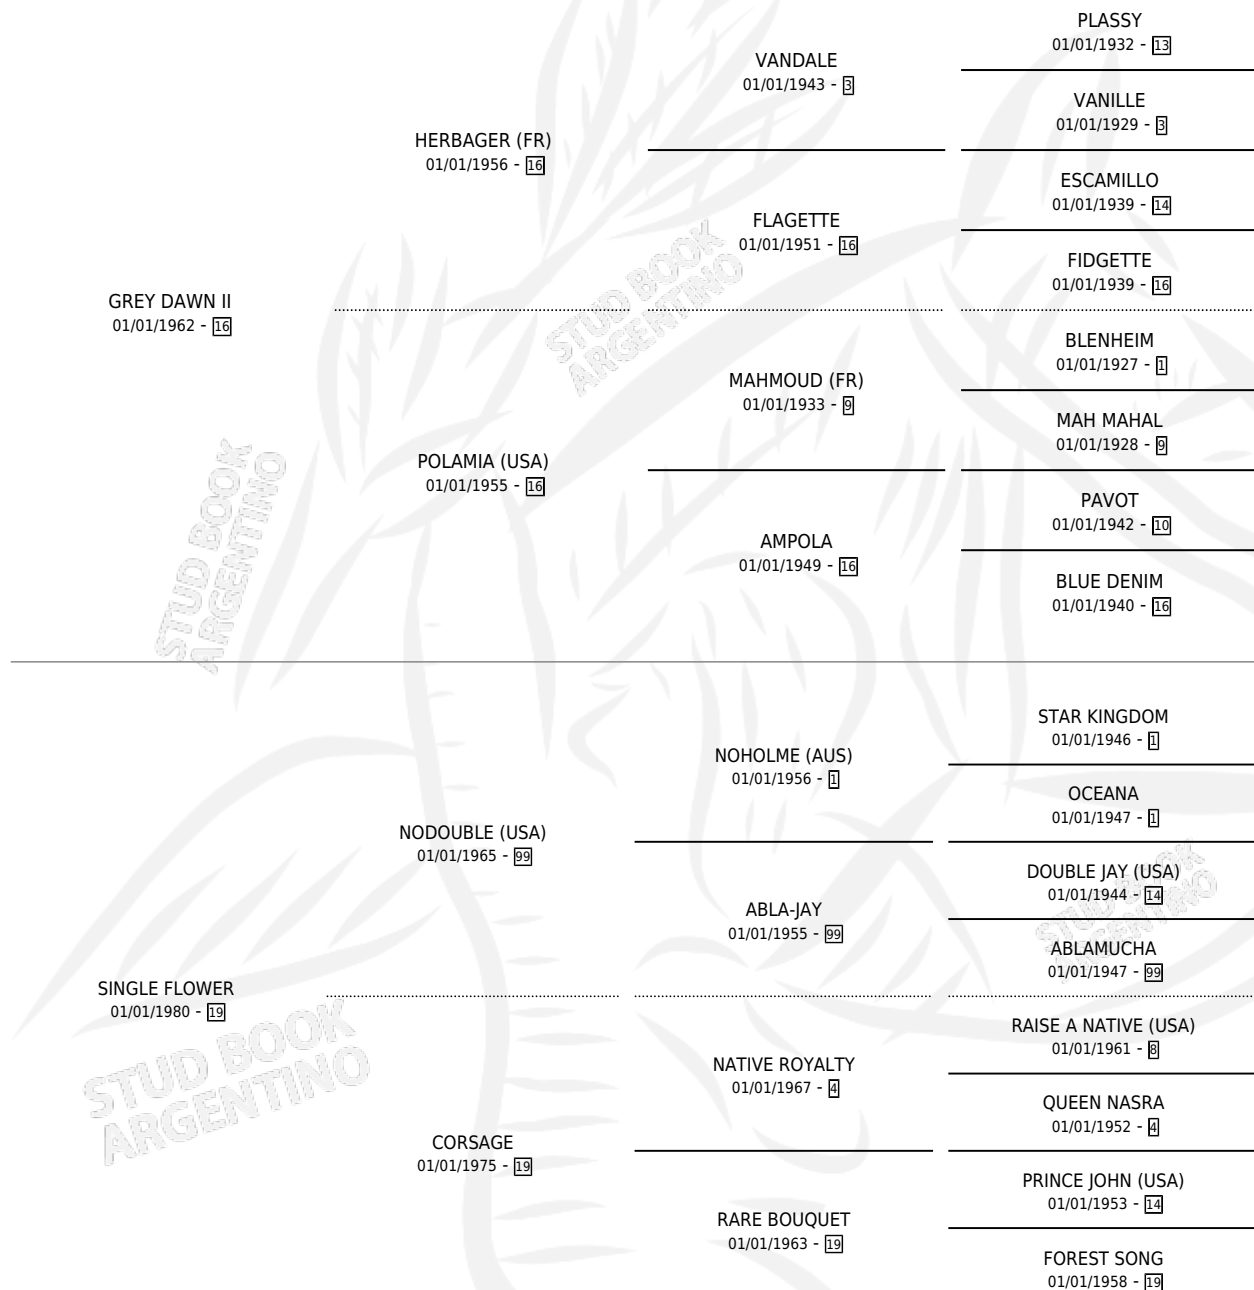 PLASSY
01/01/1932 - 13
VANDALE
01/01/1943 - 3
VANILLE
01/01/1929 - 3
HERBAGER (FR)
01/01/1956 - 16
ESCAMILLO
01/01/1939 - 14
FLAGETTE
01/01/1951 - 16
FIDGETTE
01/01/1939 - 16
GREY DAWN II
01/01/1962 - 16
STUD BOOK
ARGENTINO
BLENHEIM
01/01/1927 - 1
MAHMOUD (FR)
01/01/1933 - 9
MAH MAHAL
01/01/1928 - 9
POLAMIA (USA)
01/01/1955 - 16
PAVOT
01/01/1942 - 10
AMPOLA
01/01/1949 - 16
BLUE DENIM
01/01/1940 - 16
STUD BOOK
ARGENTINO
STAR KINGDOM
01/01/1946 - 1
NOHOLME (AUS)
01/01/1956 - 1
OCEANA
01/01/1947 - 1
NODOUBLE (USA)
01/01/1965 - 99
DOUBLE JAY (USA)
01/01/1944 - 14
ABLA-JAY
01/01/1955 - 99
ABLAMUCHA
01/01/1947 - 99
STUD BOOK
ARGENTINO
SINGLE FLOWER
01/01/1980 - 19
RAISE A NATIVE (USA)
01/01/1961 - 8
NATIVE ROYALTY
01/01/1967 - 4
QUEEN NASRA
01/01/1952 - 4
STUD BOOK
ARGENTINO
CORSAGE
01/01/1975 - 19
PRINCE JOHN (USA)
01/01/1953 - 14
RARE BOUQUET
01/01/1963 - 19
FOREST SONG
01/01/1958 - 19